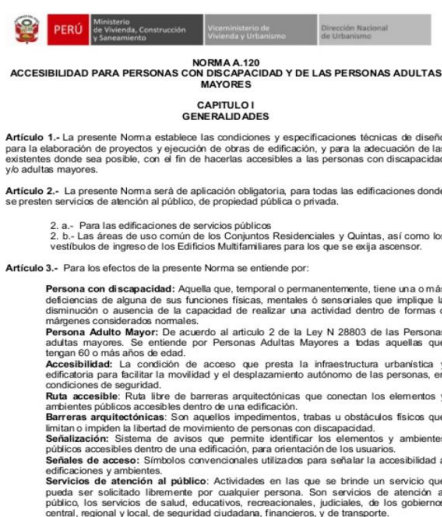 PERÚ
Ministerio
de Vivienda, Construcción
y Saneamiento
Viceministerio de
Vivienda y Urbanismo
Dirección Nacional
de Urbanismo
NORMA A.120
ACCESIBILIDAD PARA PERSONAS CON DISCAPACIDAD Y DE LAS PERSONAS ADULTAS
MAYORES
CAPITULO I
GENERALIDADES
Artículo 1.- La presente Norma establece las condiciones y especificaciones técnicas de diseño
para la elaboración de proyectos y ejecución de obras de edificación, y para la adecuación de las
existentes donde sea posible, con el fin de hacerlas accesibles a las personas con discapacidad
y/o adultas mayores.
Artículo 2.- La presente Norma será de aplicación obligatoria, para todas las edificaciones donde
se presten servicios de atención al público, de propiedad pública o privada.
2. a.- Para las edificaciones de servicios públicos
2. b.- Las áreas de uso común de los Conjuntos Residenciales y Quintas, así como los
vestíbulos de ingreso de los Edificios Multifamiliares para los que se exija ascensor.
Artículo 3.- Para los efectos de la presente Norma se entiende por:
Persona con discapacidad: Aquella que, temporal o permanentemente, tiene una o más
deficiencias de alguna de sus funciones físicas, mentales ó sensoriales que implique la
disminución o ausencia de la capacidad de realizar una actividad dentro de formas o
márgenes considerados normales.
Persona Adulto Mayor: De acuerdo al articulo 2 de la Ley N 28803 de las Personas
adultas mayores. Se entiende por Personas Adultas Mayores a todas aquellas que
tengan 60 o más años de edad.
Accesibilidad: La condición de acceso que presta la infraestructura urbanística y
edificatoria para facilitar la movilidad y el desplazamiento autónomo de las personas, en
condiciones de seguridad.
Ruta accesible: Ruta libre de barreras arquitectónicas que conectan los elementos y
ambientes públicos accesibles dentro de una edificación.
Barreras arquitectónicas: Son aquellos impedimentos, trabas u obstáculos físicos que
limitan o impiden la libertad de movimiento de personas con discapacidad.
Señalización: Sistema de avisos que permite identificar los elementos y ambientes
públicos accesibles dentro de una edificación, para orientación de los usuarios.
Señales de acceso: Símbolos convencionales utilizados para señalar la accesibilidad a
edificaciones y ambientes.
Servicios de atención al público: Actividades en las que se brinde un servicio que
pueda ser solicitado libremente por cualquier persona. Son servicios de atención al
público, los servicios de salud, educativos, recreacionales, judiciales, de los gobiernos
central, regional y local, de seguridad ciudadana, financieros, y de transporte.